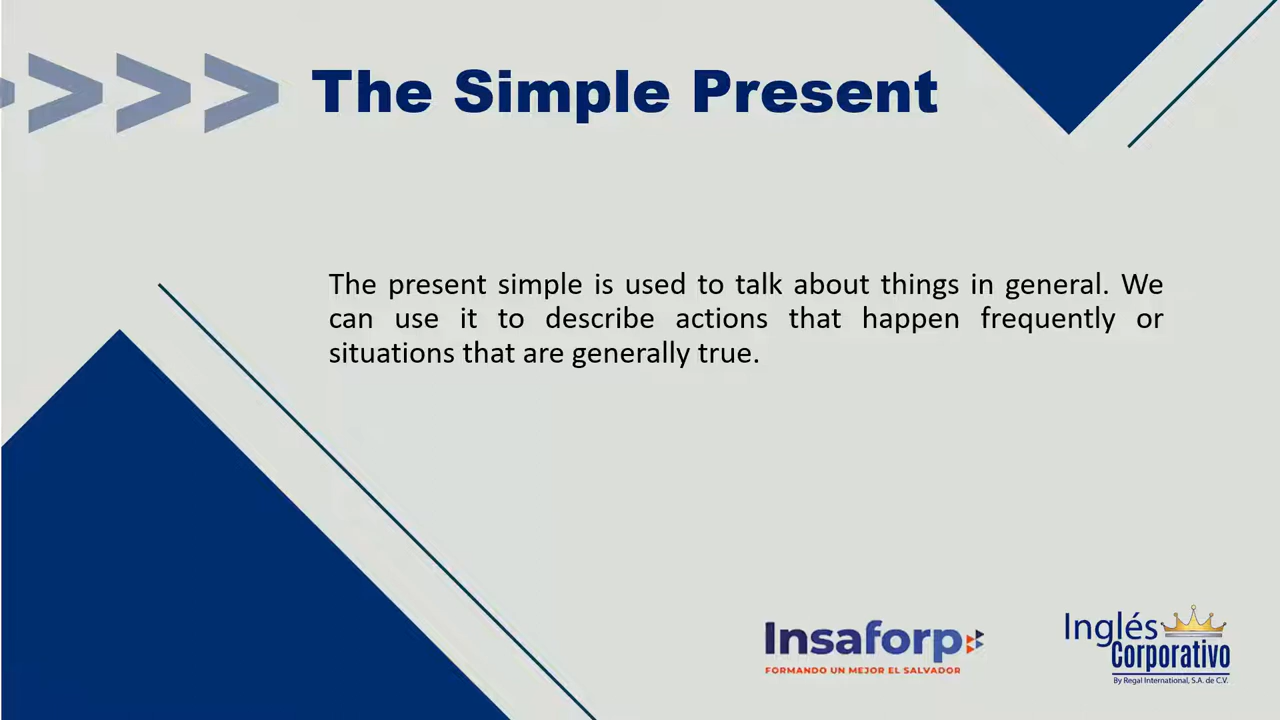 The Simple Present
The present simple is used to talk about things in general. We
can use it to describe actions that happen frequently or
situations that are generally true.
Insaforp
FORMANDO UN MEJOR EL SALVADOR
Inglés
Corporativo
By Regal International, S.A. de C.V.